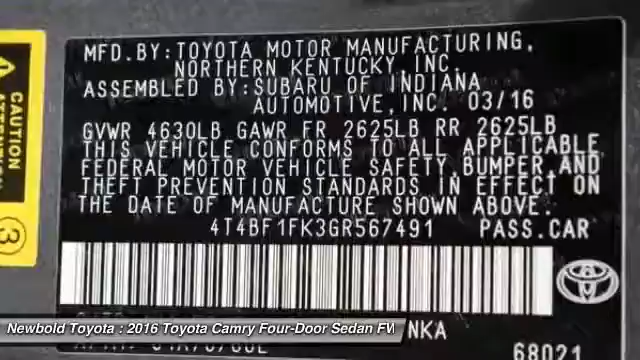 MFD.BY:TOYOTA MOTOR MANUFACTURING,
NORTHERN KENTUCKY,INC.
ASSEMBLED BY:SUBARU OF INDIANA
AUTOMOTIVE,INC. 03/16
GVWR 4630LB GAWR FR 2625LB RR 2625LB
THIS VEHICLE CONFORMS TO ALL APPLICABLE
FEDERAL MOTOR VEHICLE SAFETY,BUMPER,AND
THEFT PREVENTION STANDARDS IN EFFECT ON
THE DATE OF MANUFACTURE SHOWN ABOVE.
4T4BF1FK3GR567491 PASS.CAR
TOYOTA
NKA
68021
CAUTION
3
Newbold Toyota : 2016 Toyota Camry Four-Door Sedan FW